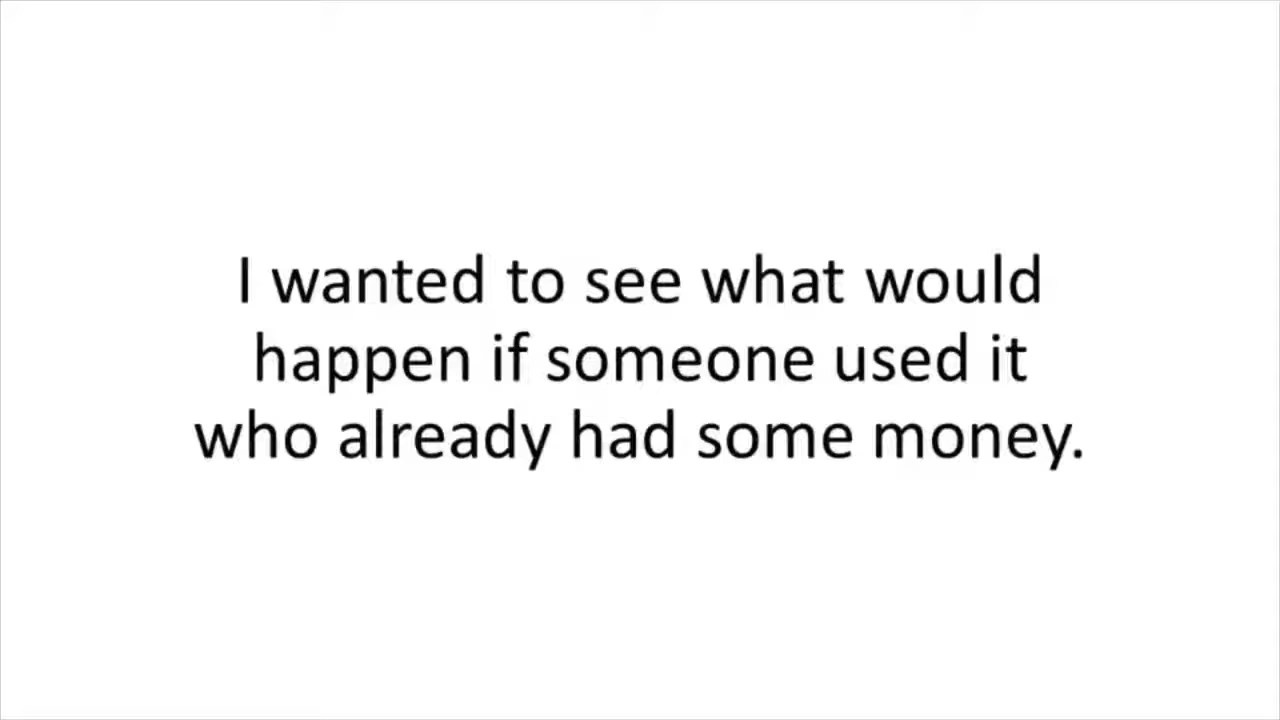 I wanted to see what would
happen if someone used it
who already had some money.